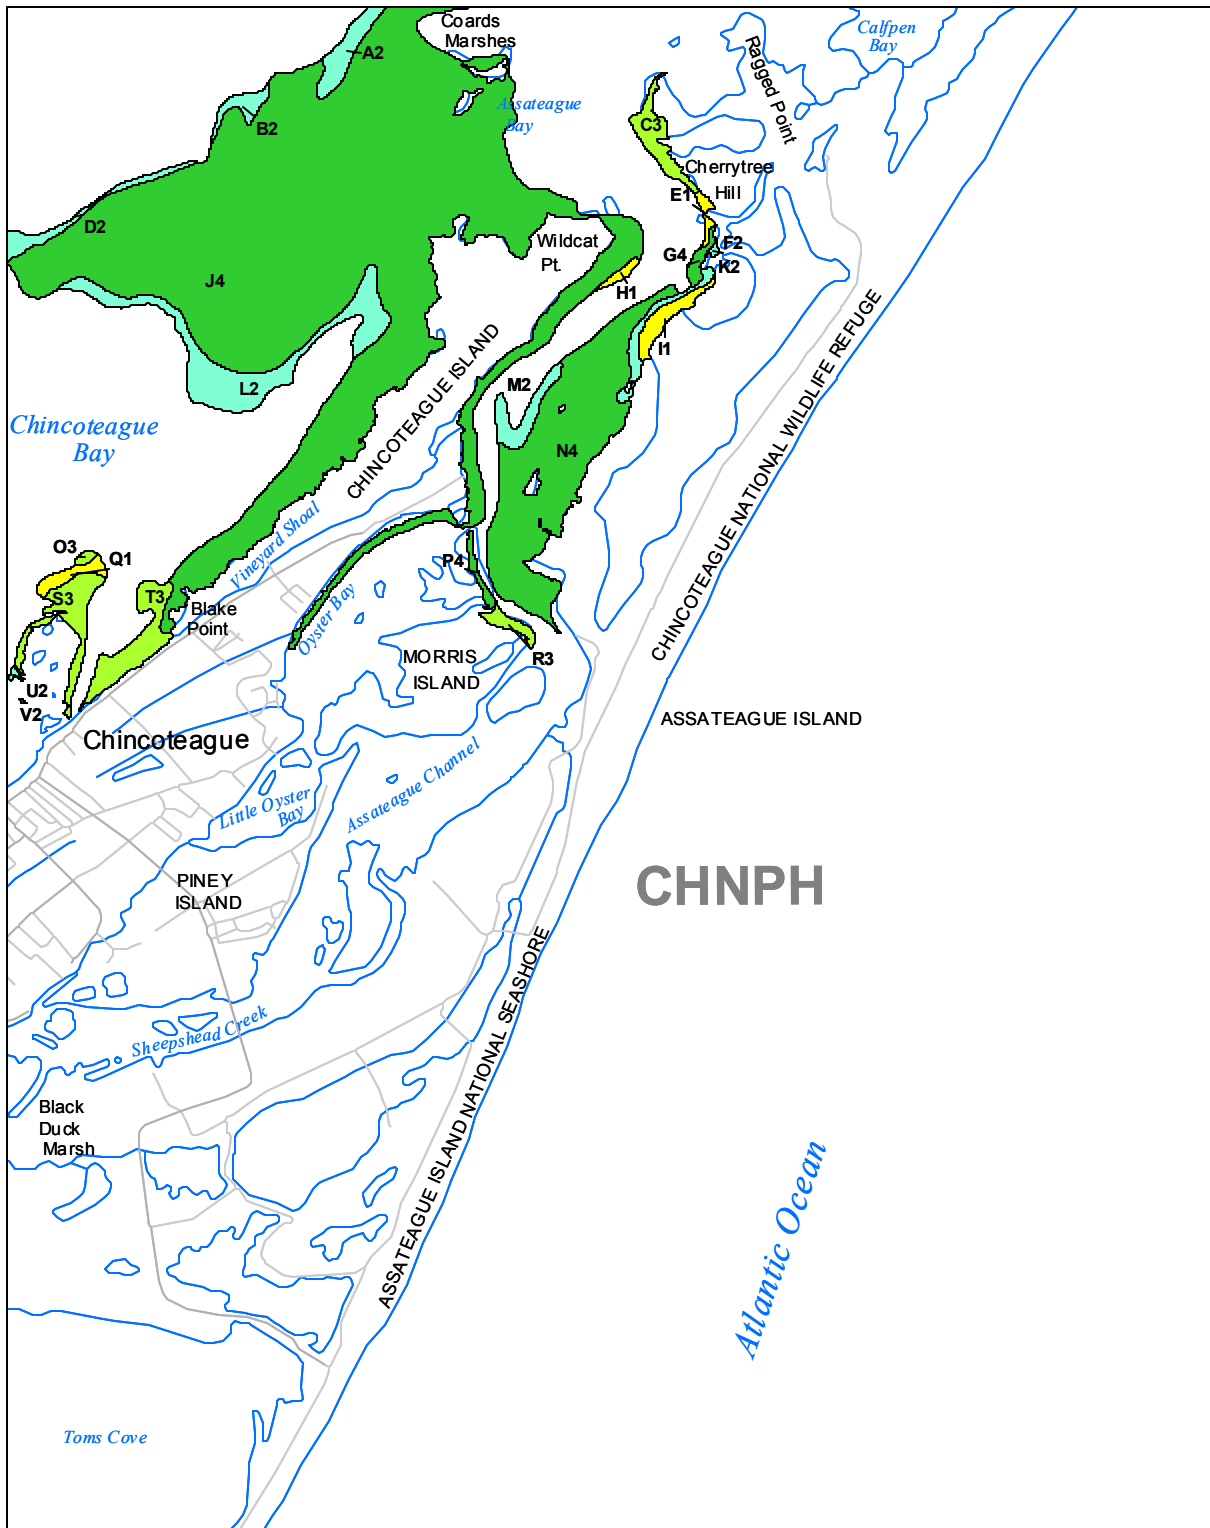 Coards
Marshes
Calfpen
Bay
A2
Ragged Point
Assateague
Bay
B2
C3
Cherrytree
Hill
E1
D2
Wildcat
Pt.
F2
G4
K2
J4
H1
I1
L2
M2
CHINCOTEAGUE ISLAND
CHINCOTEAGUE NATIONAL WILDLIFE REFUGE
Chincoteague
Bay
N4
Vineyard Shoal
O3
Q1
P4
S3
T3
Blake
Point
Oyster Bay
MORRIS
ISLAND
R3
U2
V2
ASSATEAGUE ISLAND
Chincoteague
Assateague Channel
Little Oyster
Bay
PINEY
ISLAND
CHNPH
Sheepshead Creek
ASSATEAGUE ISLAND NATIONAL SEASHORE
Black
Duck
Marsh
Atlantic Ocean
Toms Cove